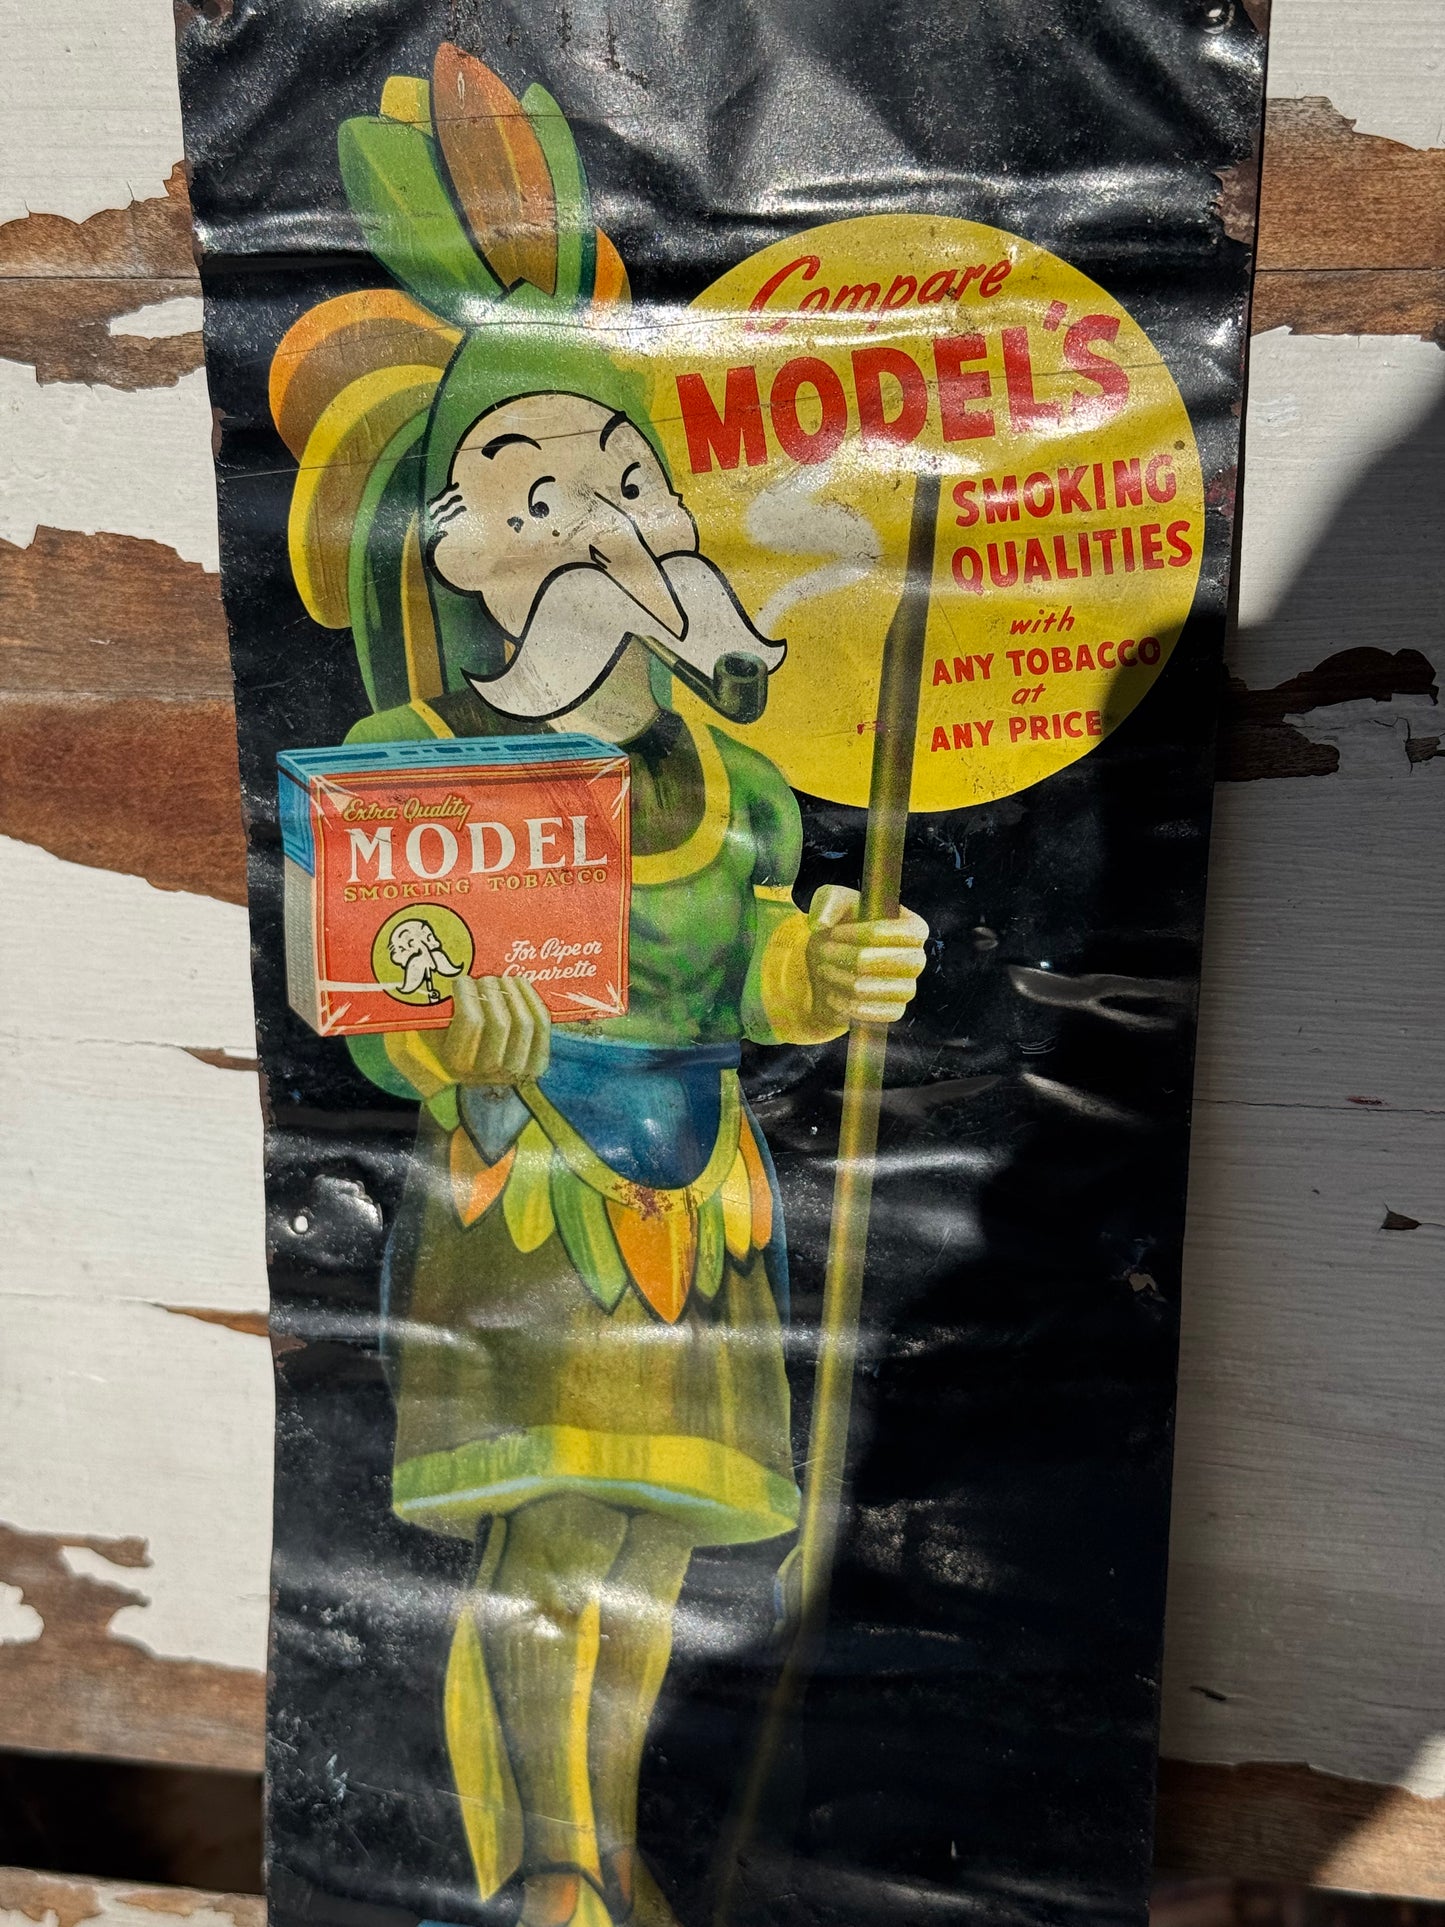 Compare
MODEL'S
SMOKING
QUALITIES
with
ANY TOBACCO
at
ANY PRICE
Extra Quality
MODEL
SMOKING TOBACCO
For Pipe or
Cigarette